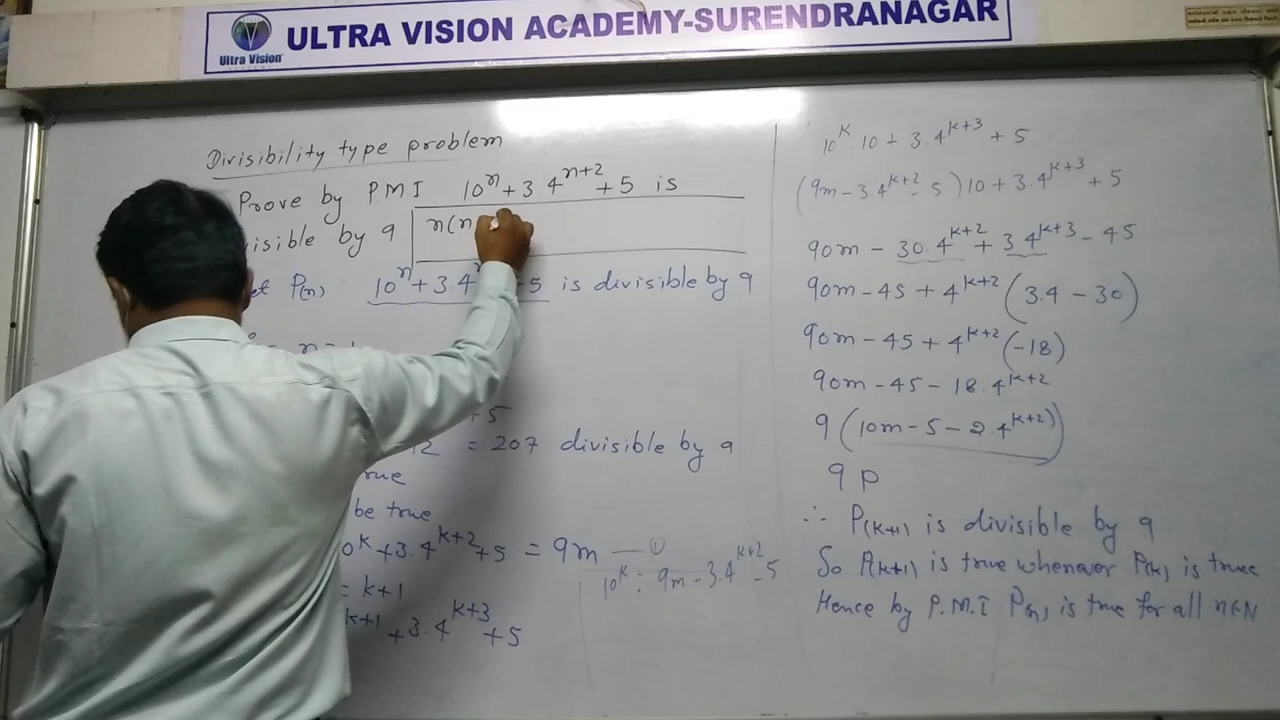 ULTRA VISION ACADEMY-SURENDRANAGAR
Ultra Vision
Divisibility type problem
Prove by PMI 10^n + 3.4^{n+2} + 5 is
visible by 9
n(n
et P(n) 10^n + 3.4 5 is divisible by 9
n = 1
+5
12 = 207 divisible by 9
rue
be true
0^k + 3.4^{k+2} + 5 = 9m — ①
10^k = 9m - 3.4^{k+2} - 5
= k+1
k+1 + 3.4^{k+3} + 5
10^k . 10 + 3.4^{k+3} + 5
(9m - 3.4^{k+2} - 5)10 + 3.4^{k+3} + 5
90m - 30.4^{k+2} + 3.4^{k+3} - 45
90m - 45 + 4^{k+2} (3.4 - 30)
90m - 45 + 4^{k+2} (-18)
90m - 45 - 18.4^{k+2}
9 (10m - 5 - 2.4^{k+2})
9 p
∴ P(k+1) is divisible by 9
So P(k+1) is true whenever P(k) is true
Hence by P.M.I P(n) is true for all n∈N